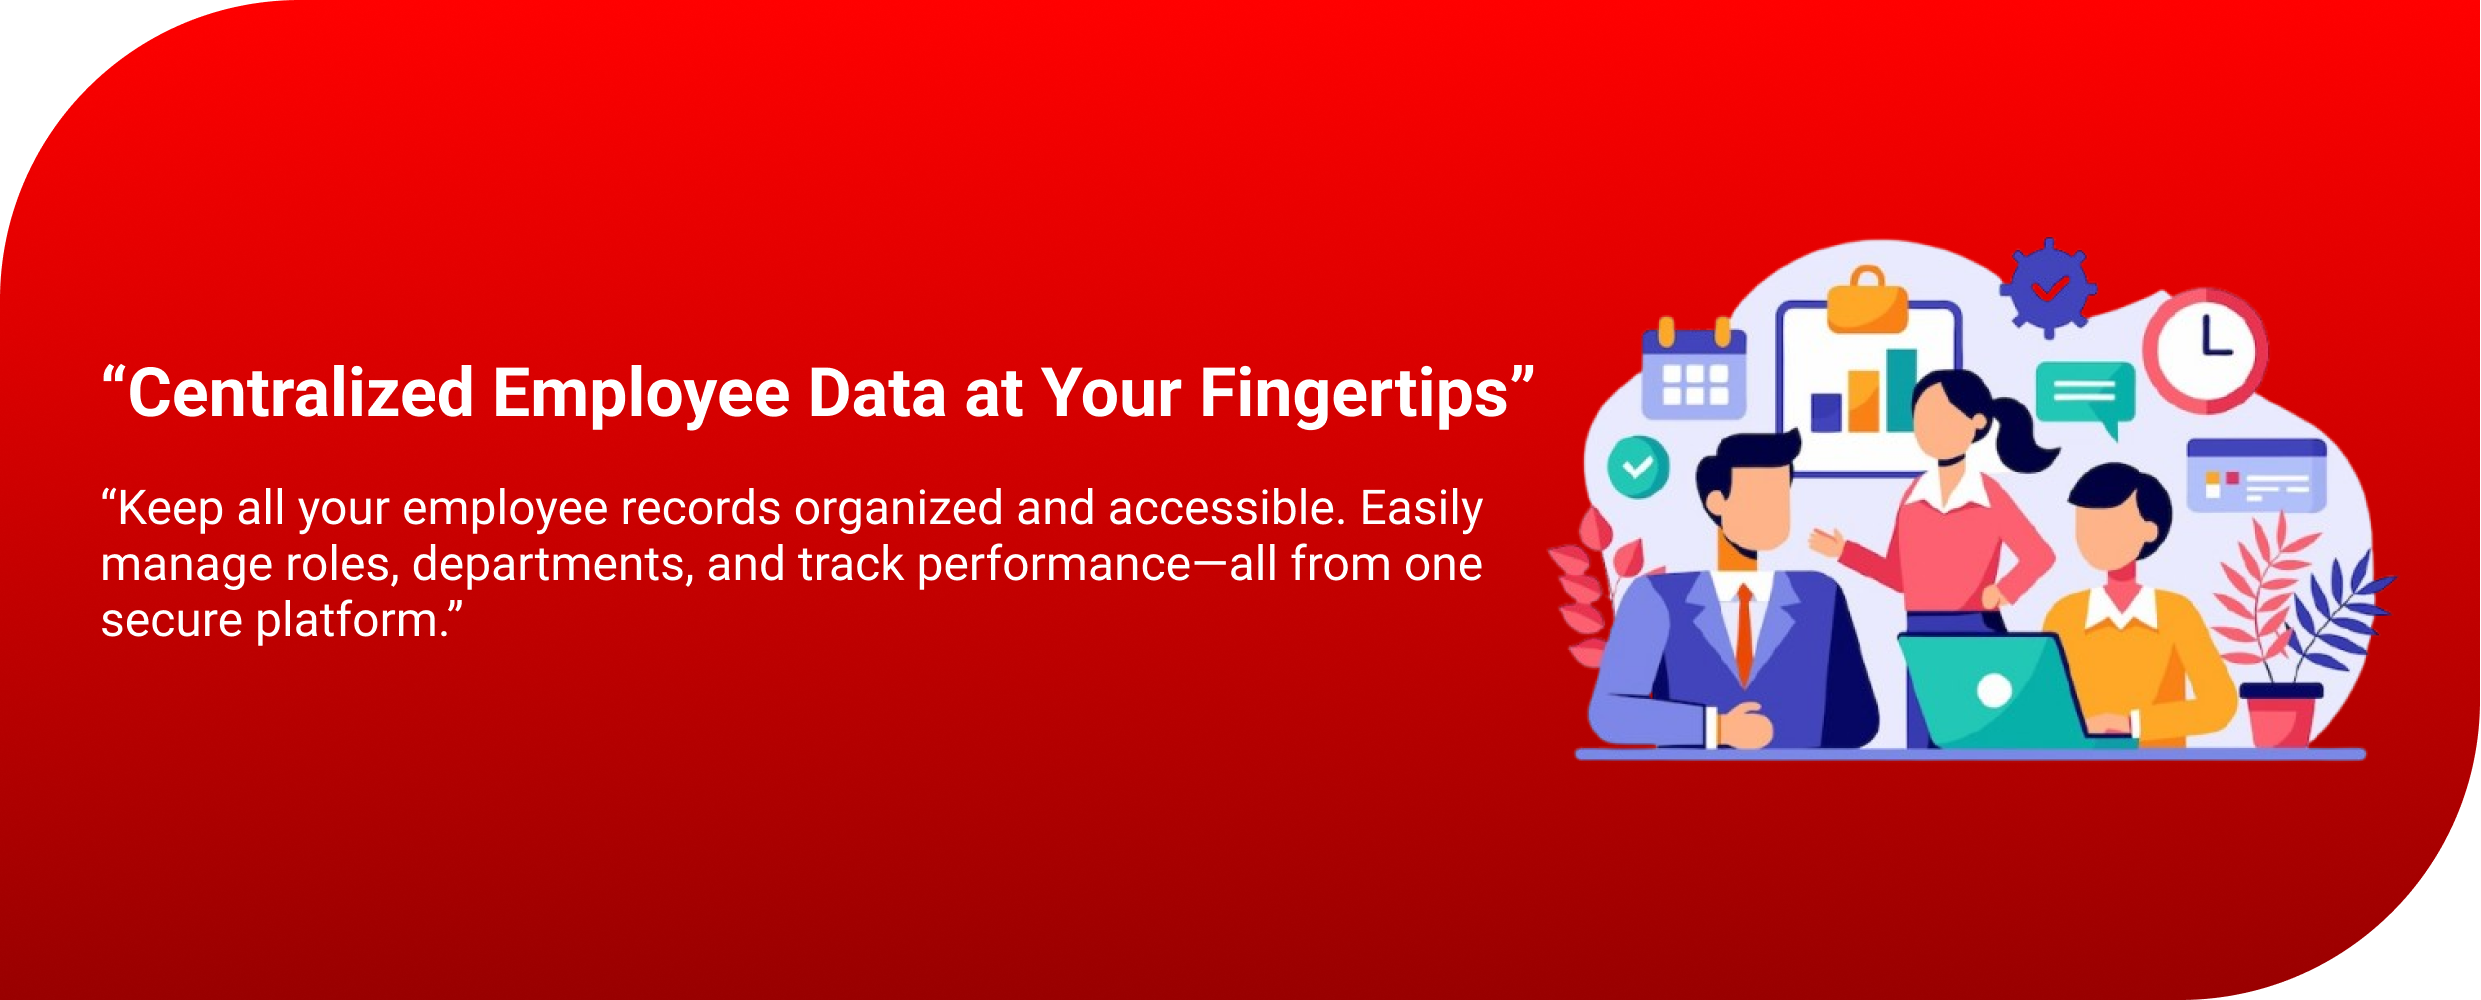 “Centralized Employee Data at Your Fingertips”
“Keep all your employee records organized and accessible. Easily
manage roles, departments, and track performance—all from one
secure platform.”